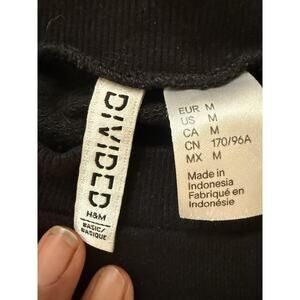 DIVIDED
H&M
BASIC/
BASIQUE
EUR M
US M
CA M
CN 170/96A
MX M
Made in
Indonesia
Fabriqué en
Indonésie